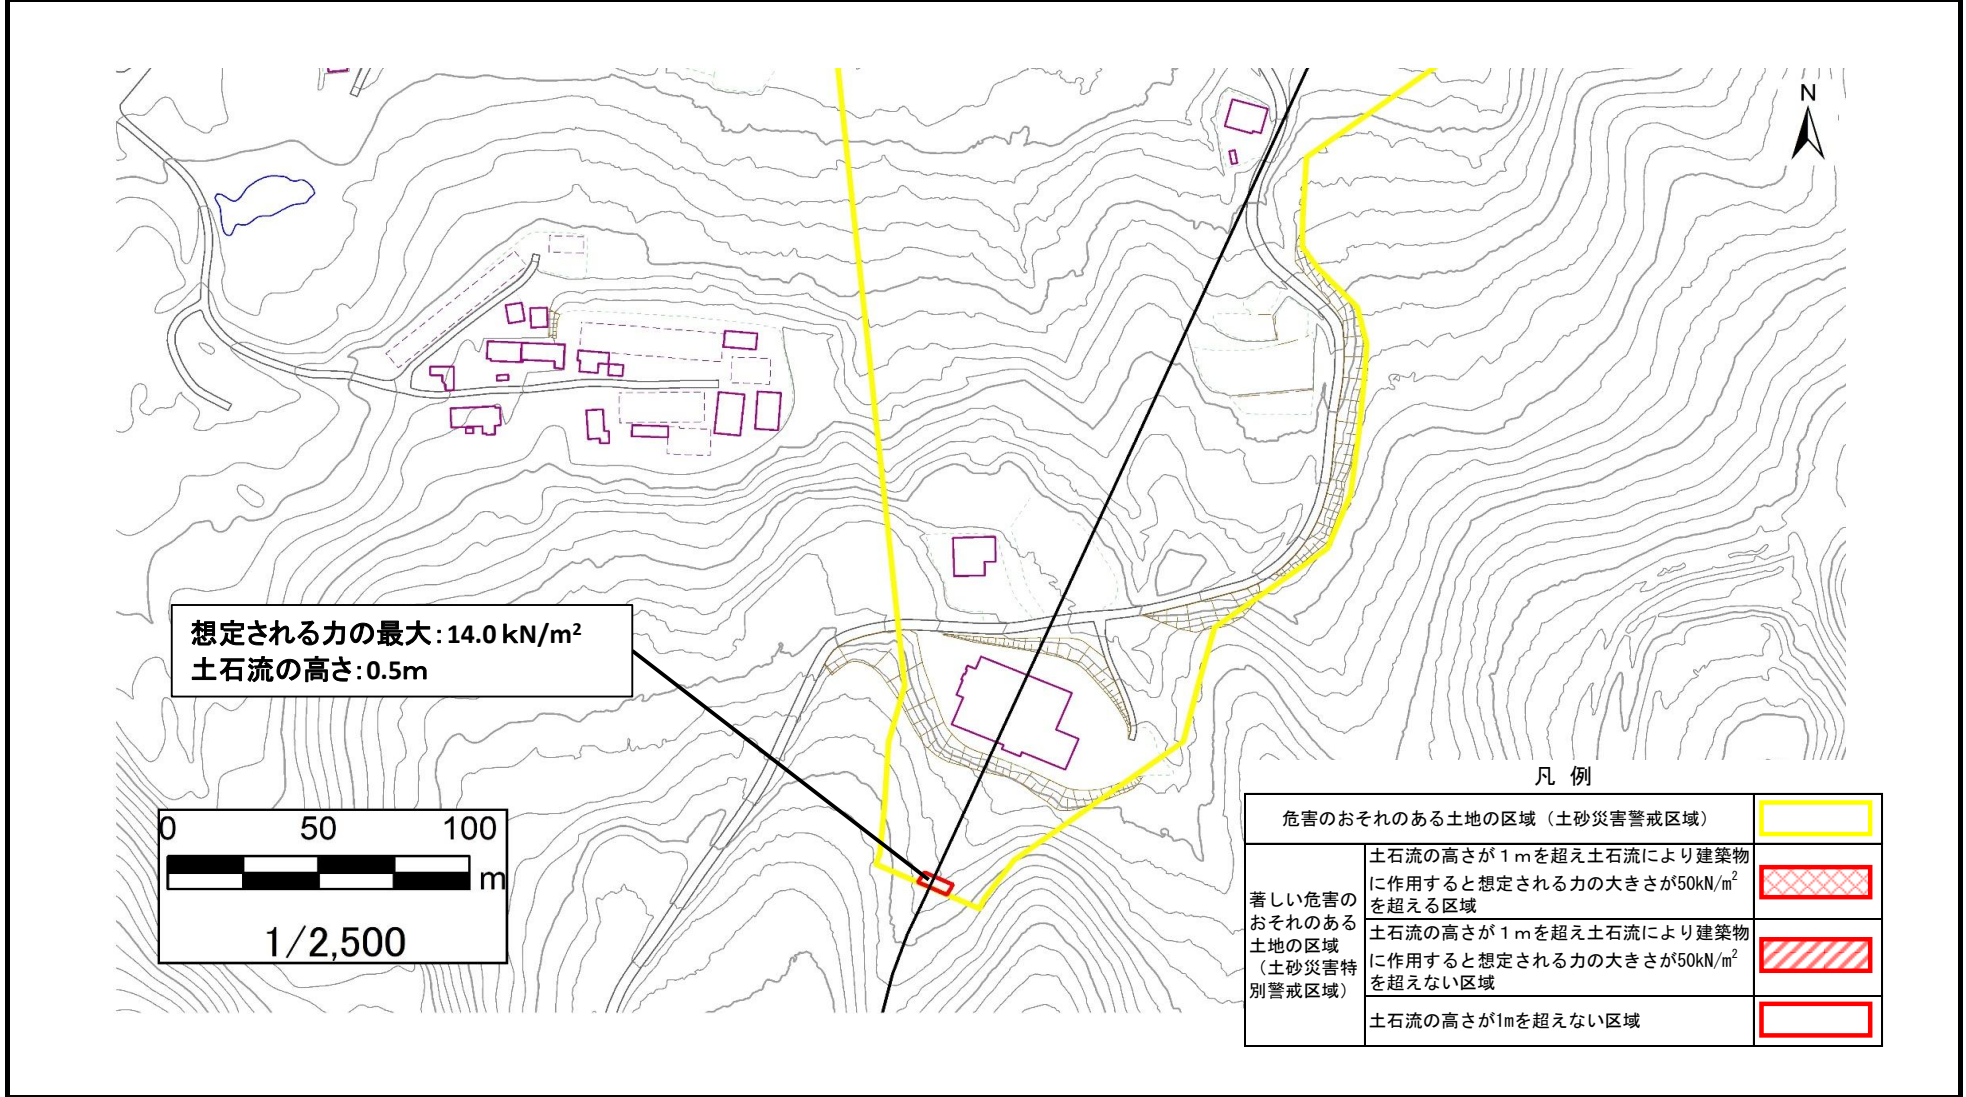 N
想定される力の最大:14.0 kN/m²
土石流の高さ:0.5m
0 50 100
m
1/2,500
凡 例
危害のおそれのある土地の区域（土砂災害警戒区域）
著しい危害の
おそれのある
土地の区域
（土砂災害特
別警戒区域）
土石流の高さが１ｍを超え土石流により建築物
に作用すると想定される力の大きさが50kN/m²
を超える区域
土石流の高さが１ｍを超え土石流により建築物
に作用すると想定される力の大きさが50kN/m²
を超えない区域
土石流の高さが1mを超えない区域